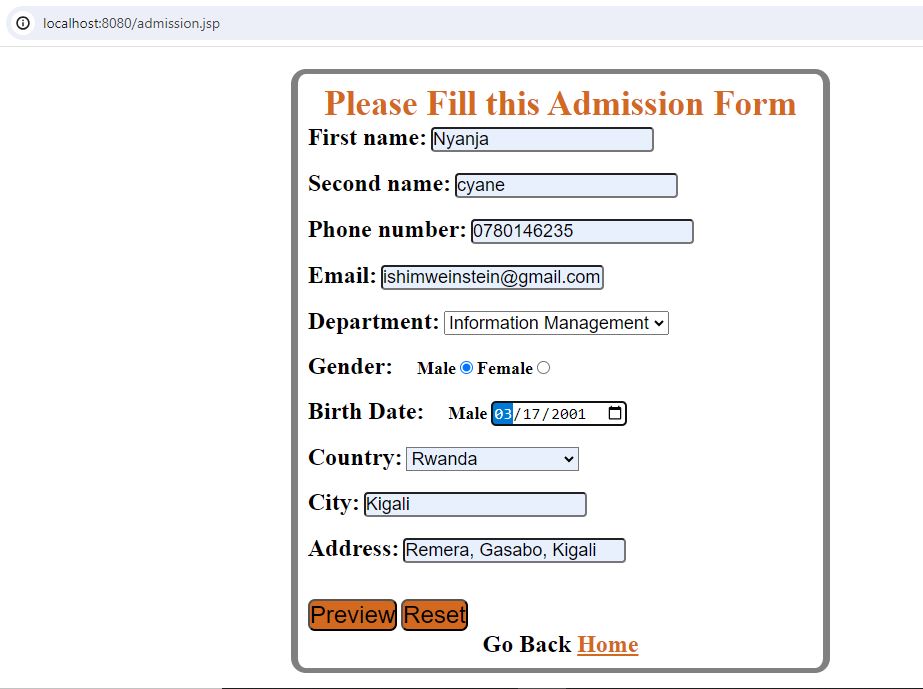 localhost:8080/admission.jsp
Please Fill this Admission Form
First name: Nyanja
Second name: cyane
Phone number: 0780146235
Email: ishimweinstein@gmail.com
Department: Information Management
Gender: Male Female
Birth Date: Male 03/17/2001
Country: Rwanda
City: Kigali
Address: Remera, Gasabo, Kigali
Preview Reset
Go Back Home